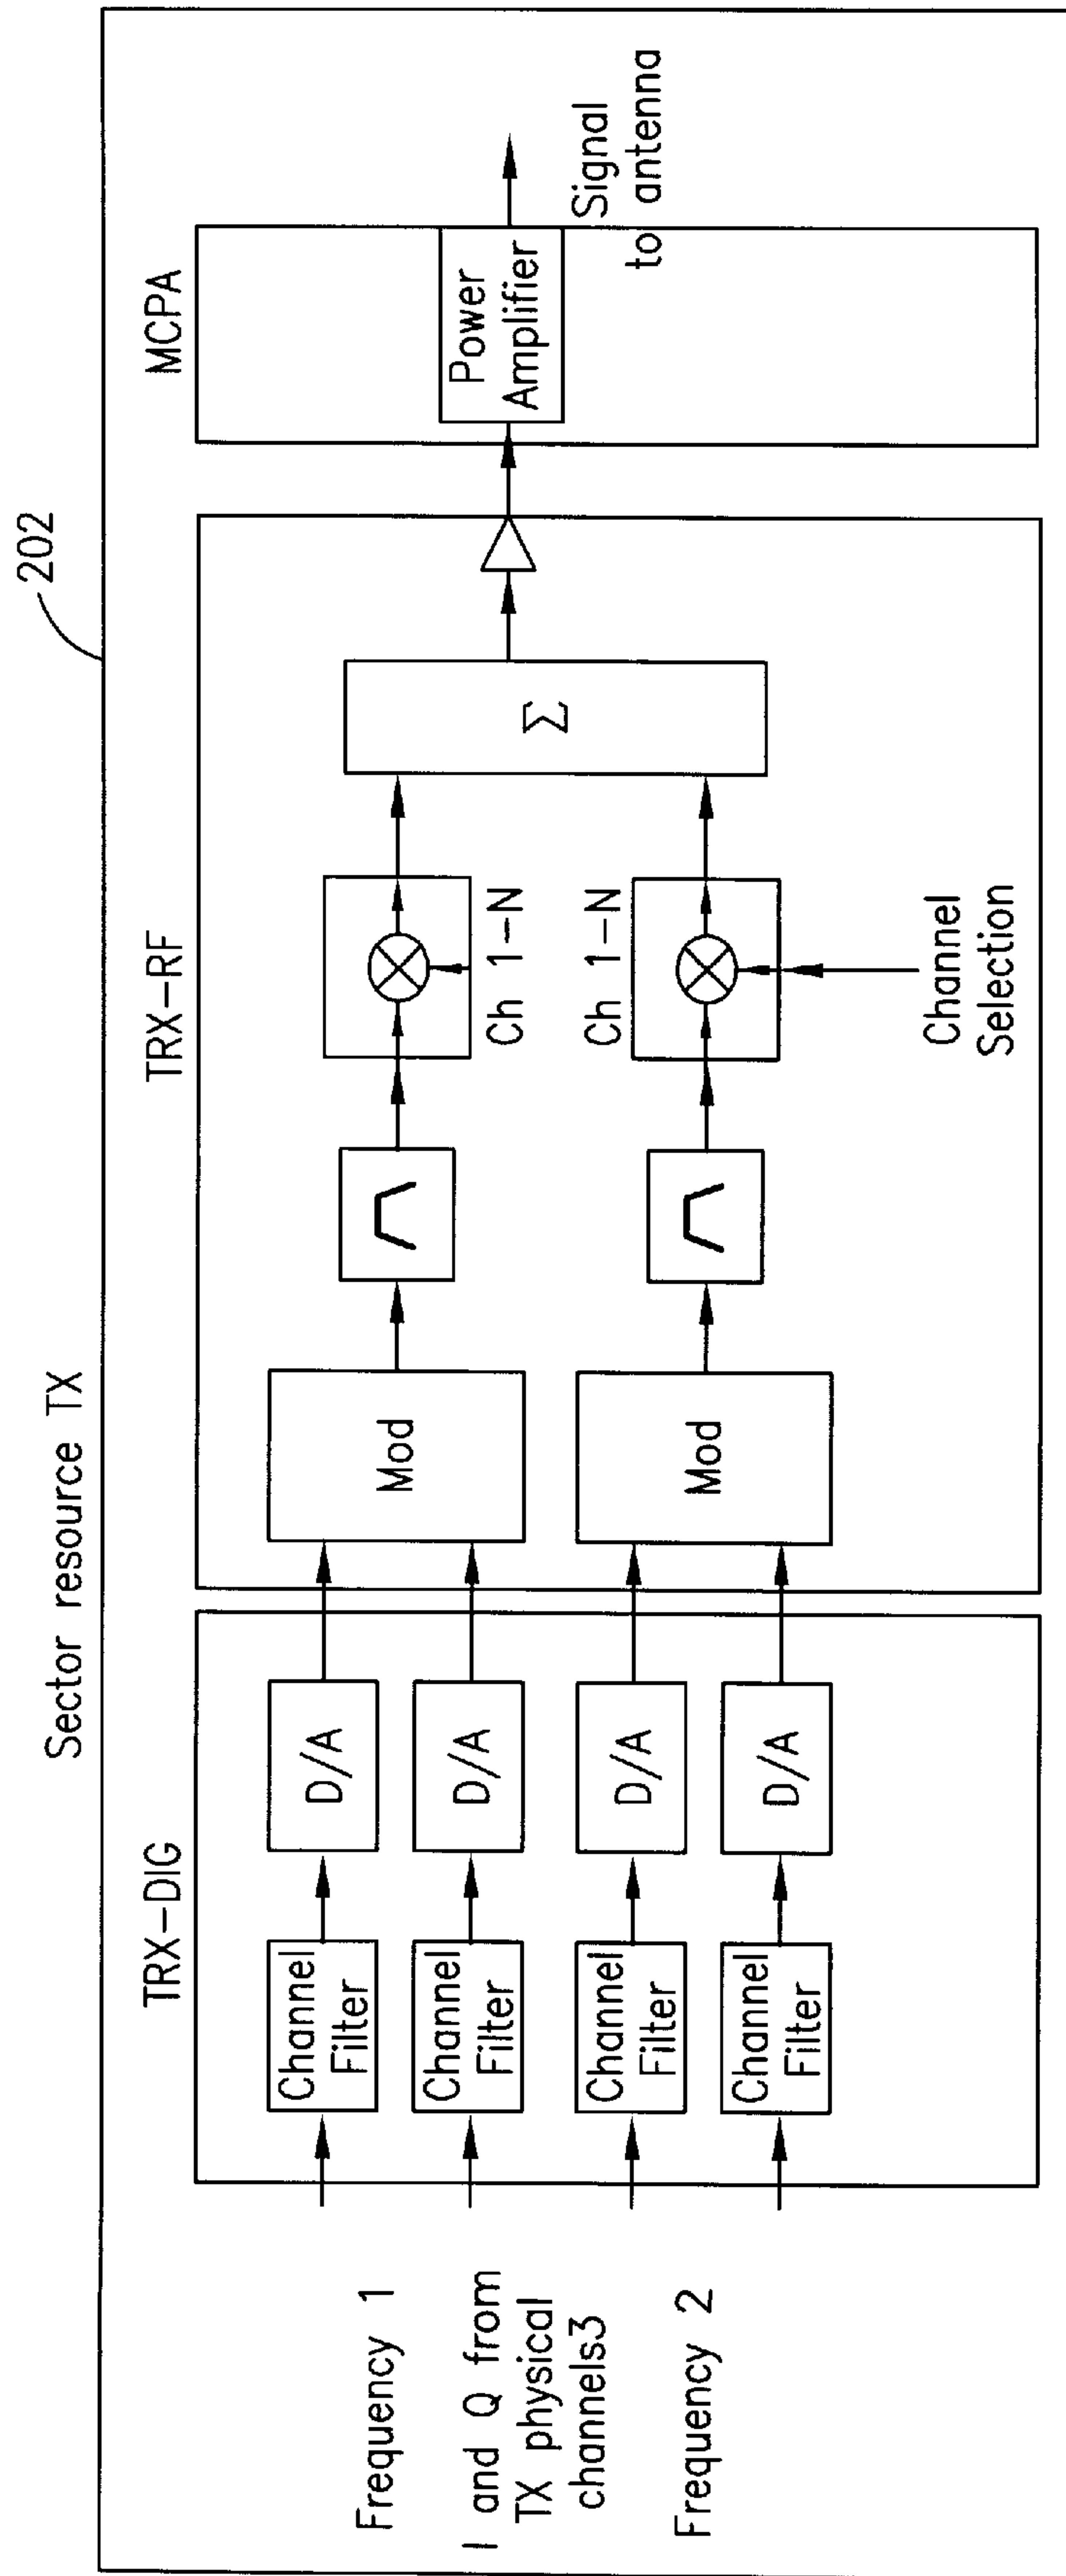 Sector resource TX
202
TRX-DIG
TRX-RF
MCPA
Frequency 1
I and Q from
TX physical
channels3
Frequency 2
Channel
Filter
Channel
Filter
Channel
Filter
Channel
Filter
D/A
D/A
D/A
D/A
Mod
Mod
Ch 1-N
Ch 1-N
Channel
Selection
Σ
Power
Amplifier
Signal
to antenna